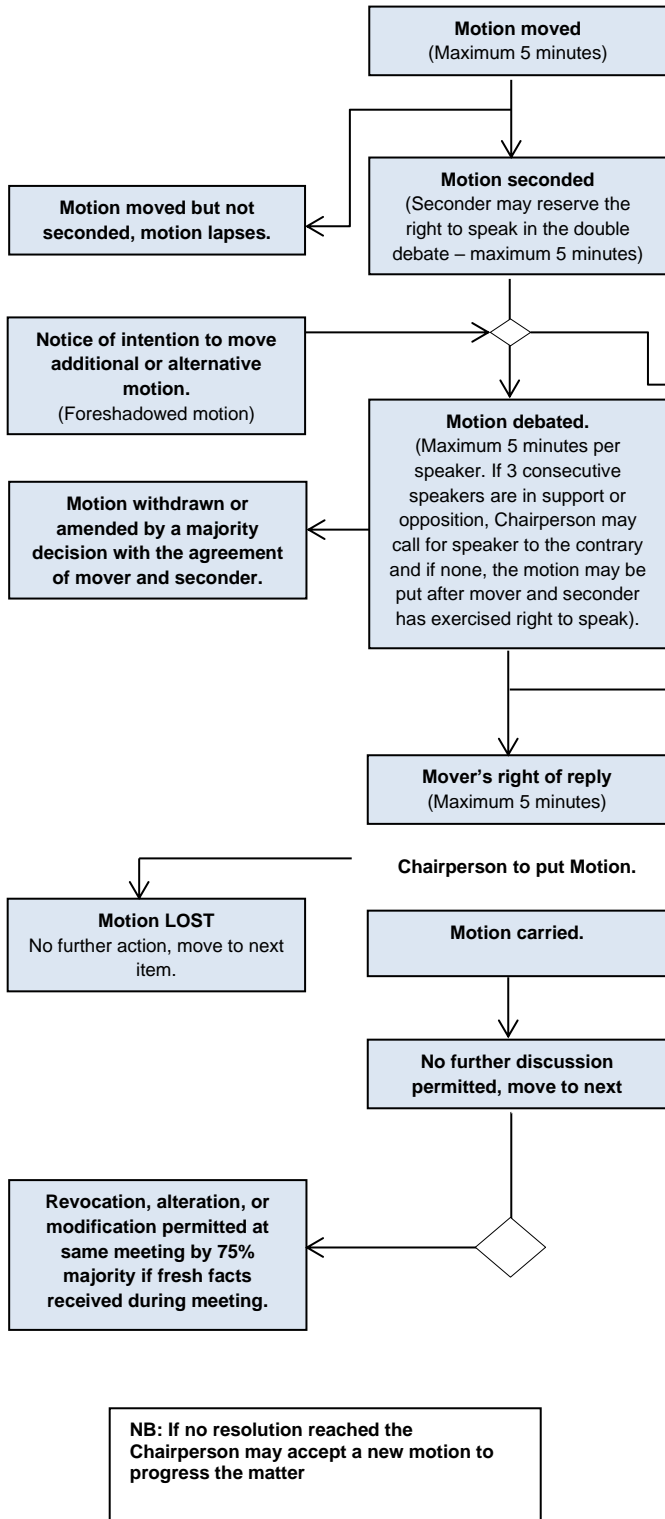 Motion moved
(Maximum 5 minutes)
Motion seconded
(Seconder may reserve the
right to speak in the double
debate – maximum 5 minutes)
Motion moved but not
seconded, motion lapses.
Notice of intention to move
additional or alternative
motion.
(Foreshadowed motion)
Motion debated.
(Maximum 5 minutes per
speaker. If 3 consecutive
speakers are in support or
opposition, Chairperson may
call for speaker to the contrary
and if none, the motion may be
put after mover and seconder
has exercised right to speak).
Motion withdrawn or
amended by a majority
decision with the agreement
of mover and seconder.
Mover’s right of reply
(Maximum 5 minutes)
Chairperson to put Motion.
Motion LOST
No further action, move to next
item.
Motion carried.
No further discussion
permitted, move to next
Revocation, alteration, or
modification permitted at
same meeting by 75%
majority if fresh facts
received during meeting.
NB: If no resolution reached the
Chairperson may accept a new motion to
progress the matter